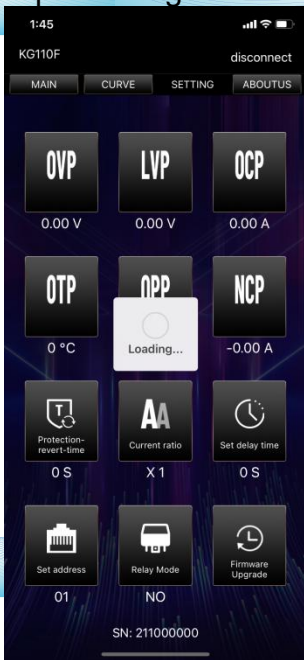 1:45
KG110F
disconnect
MAIN CURVE SETTING ABOUTUS
OVP LVP OCP
0.00 V 0.00 V 0.00 A
OTP OPP NCP
Loading...
0 °C -0.00 A
Protection-
revert-time
Current ratio
Set delay time
0 S X 1 0 S
Set address
Relay Mode
Firmware
Upgrade
01 NO
SN: 211000000